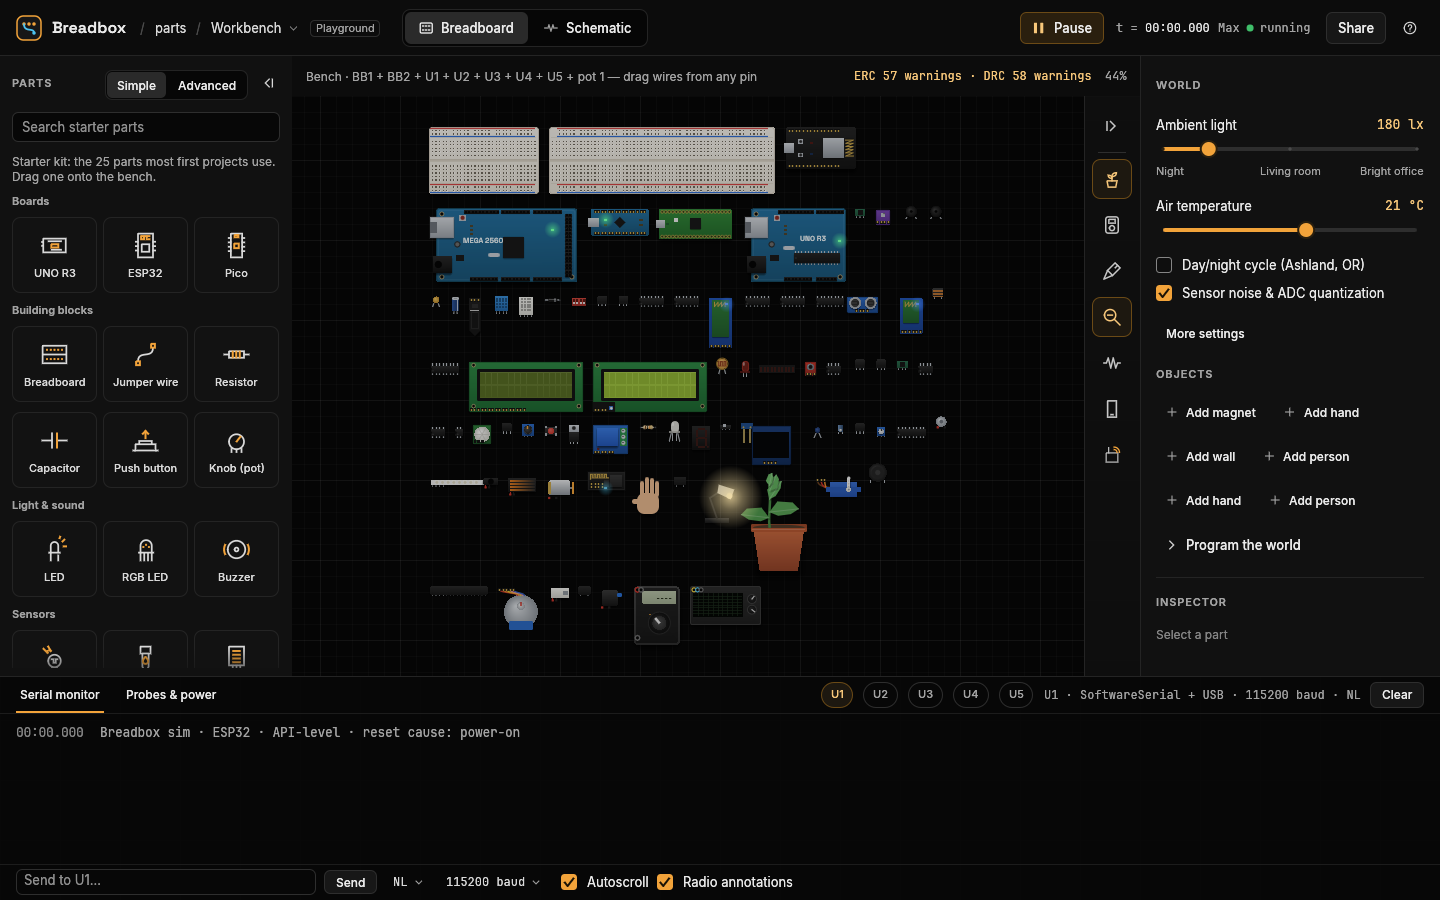 Breadbox / parts / Workbench Playground
Breadboard Schematic
Pause t = 00:00.000 Max running Share
PARTS Simple Advanced
Search starter parts
Starter kit: the 25 parts most first projects use.
Drag one onto the bench.
Boards
UNO R3 ESP32 Pico
Building blocks
Breadboard Jumper wire Resistor
Capacitor Push button Knob (pot)
Light & sound
LED RGB LED Buzzer
Sensors
Bench · BB1 + BB2 + U1 + U2 + U3 + U4 + U5 + pot 1 — drag wires from any pin
ERC 57 warnings · DRC 58 warnings 44%
MEGA 2560
UNO R3
WORLD
Ambient light 180 lx
Night Living room Bright office
Air temperature 21 °C
Day/night cycle (Ashland, OR)
Sensor noise & ADC quantization
More settings
OBJECTS
+ Add magnet + Add hand
+ Add wall + Add person
+ Add hand + Add person
Program the world
INSPECTOR
Select a part
Serial monitor Probes & power
U1 U2 U3 U4 U5 U1 · SoftwareSerial + USB · 115200 baud · NL Clear
00:00.000 Breadbox sim · ESP32 · API-level · reset cause: power-on
Send to U1... Send NL 115200 baud Autoscroll Radio annotations